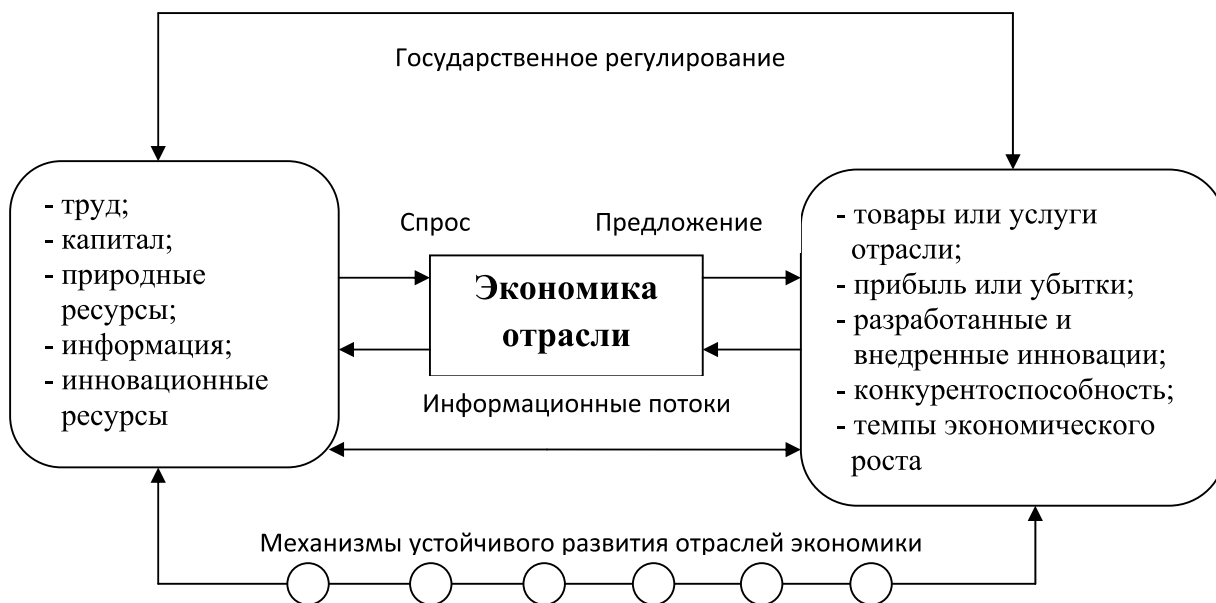 Государственное регулирование
- труд;
- капитал;
- природные
ресурсы;
- информация;
- инновационные
ресурсы
Спрос
Предложение
Экономика
отрасли
Информационные потоки
- товары или услуги
отрасли;
- прибыль или убытки;
- разработанные и
внедренные инновации;
- конкурентоспособность;
- темпы экономического
роста
Механизмы устойчивого развития отраслей экономики